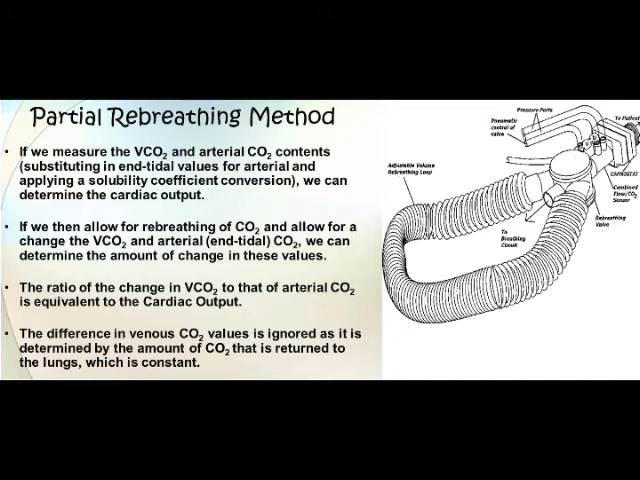 Partial Rebreathing Method
• If we measure the VCO2 and arterial CO2 contents
(substituting in end-tidal values for arterial and
applying a solubility coefficient conversion), we can
determine the cardiac output.
• If we then allow for rebreathing of CO2 and allow for a
change the VCO2 and arterial (end-tidal) CO2, we can
determine the amount of change in these values.
• The ratio of the change in VCO2 to that of arterial CO2
is equivalent to the Cardiac Output.
• The difference in venous CO2 values is ignored as it is
determined by the amount of CO2 that is returned to
the lungs, which is constant.
Pressure Ports
Pneumatic
control of
valve
To Patient
Adjustable Volume
Rebreathing Loop
CAPNOSTAT
Combined
Flow/CO2
Sensor
Rebreathing
Valve
To
Breathing
Circuit